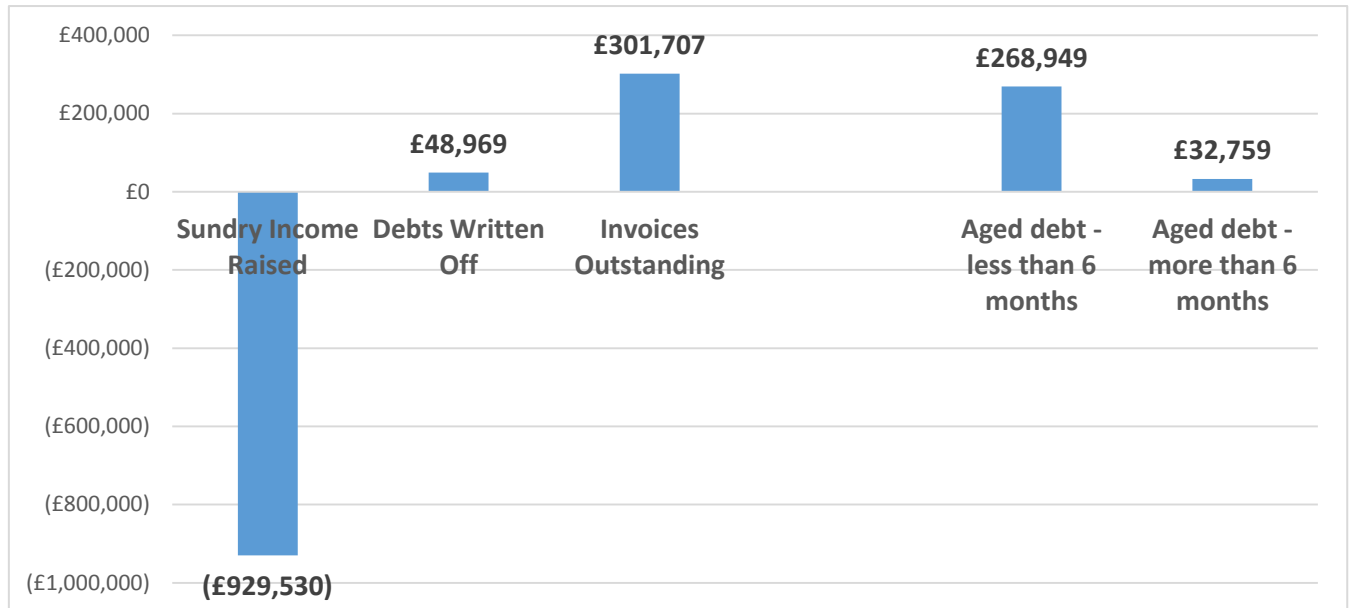 £400,000
£200,000
£0
(£200,000)
(£400,000)
(£600,000)
(£800,000)
(£1,000,000)
(£929,530)
£48,969
£301,707
£268,949
£32,759
Sundry Income
Raised
Debts Written
Off
Invoices
Outstanding
Aged debt -
less than 6
months
Aged debt -
more than 6
months